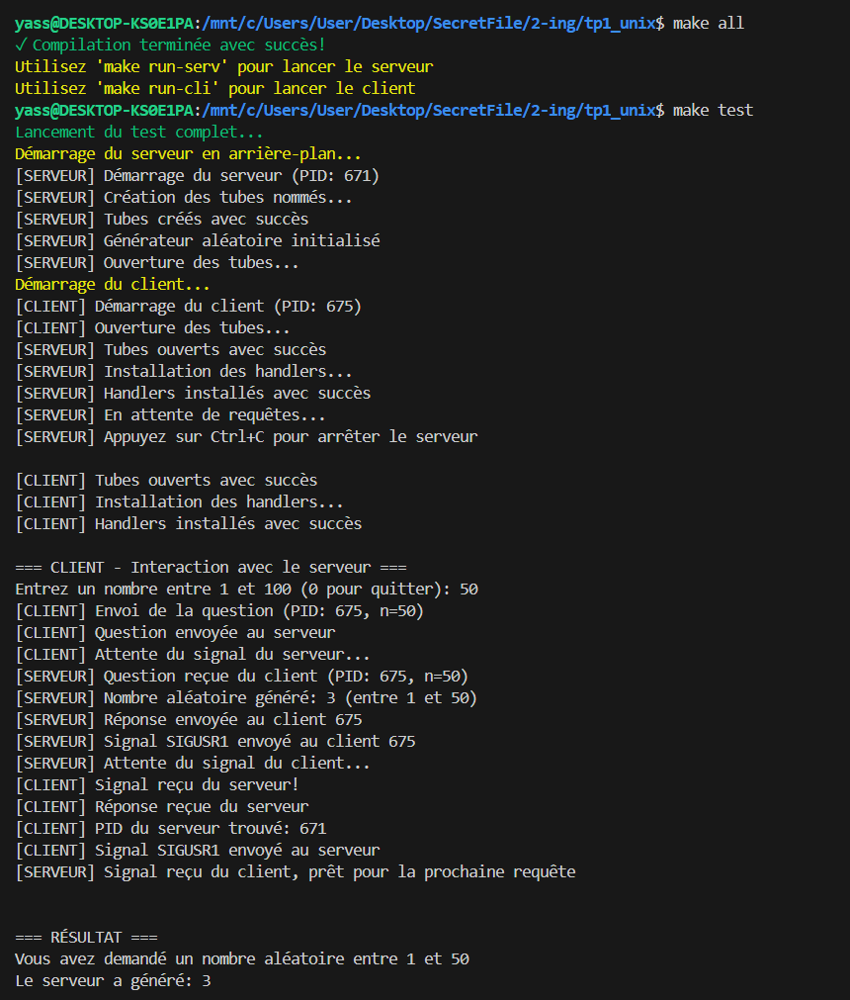 yass@DESKTOP-KS0E1PA:/mnt/c/Users/User/Desktop/SecretFile/2-ing/tp1_unix$ make all
✓ Compilation terminée avec succès!
Utilisez 'make run-serv' pour lancer le serveur
Utilisez 'make run-cli' pour lancer le client
yass@DESKTOP-KS0E1PA:/mnt/c/Users/User/Desktop/SecretFile/2-ing/tp1_unix$ make test
Lancement du test complet...
Démarrage du serveur en arrière-plan...
[SERVEUR] Démarrage du serveur (PID: 671)
[SERVEUR] Création des tubes nommés...
[SERVEUR] Tubes créés avec succès
[SERVEUR] Générateur aléatoire initialisé
[SERVEUR] Ouverture des tubes...
Démarrage du client...
[CLIENT] Démarrage du client (PID: 675)
[CLIENT] Ouverture des tubes...
[SERVEUR] Tubes ouverts avec succès
[SERVEUR] Installation des handlers...
[SERVEUR] Handlers installés avec succès
[SERVEUR] En attente de requêtes...
[SERVEUR] Appuyez sur Ctrl+C pour arrêter le serveur
[CLIENT] Tubes ouverts avec succès
[CLIENT] Installation des handlers...
[CLIENT] Handlers installés avec succès
=== CLIENT - Interaction avec le serveur ===
Entrez un nombre entre 1 et 100 (0 pour quitter): 50
[CLIENT] Envoi de la question (PID: 675, n=50)
[CLIENT] Question envoyée au serveur
[CLIENT] Attente du signal du serveur...
[SERVEUR] Question reçue du client (PID: 675, n=50)
[SERVEUR] Nombre aléatoire généré: 3 (entre 1 et 50)
[SERVEUR] Réponse envoyée au client 675
[SERVEUR] Signal SIGUSR1 envoyé au client 675
[SERVEUR] Attente du signal du client...
[CLIENT] Signal reçu du serveur!
[CLIENT] Réponse reçue du serveur
[CLIENT] PID du serveur trouvé: 671
[CLIENT] Signal SIGUSR1 envoyé au serveur
[SERVEUR] Signal reçu du client, prêt pour la prochaine requête
=== RÉSULTAT ===
Vous avez demandé un nombre aléatoire entre 1 et 50
Le serveur a généré: 3